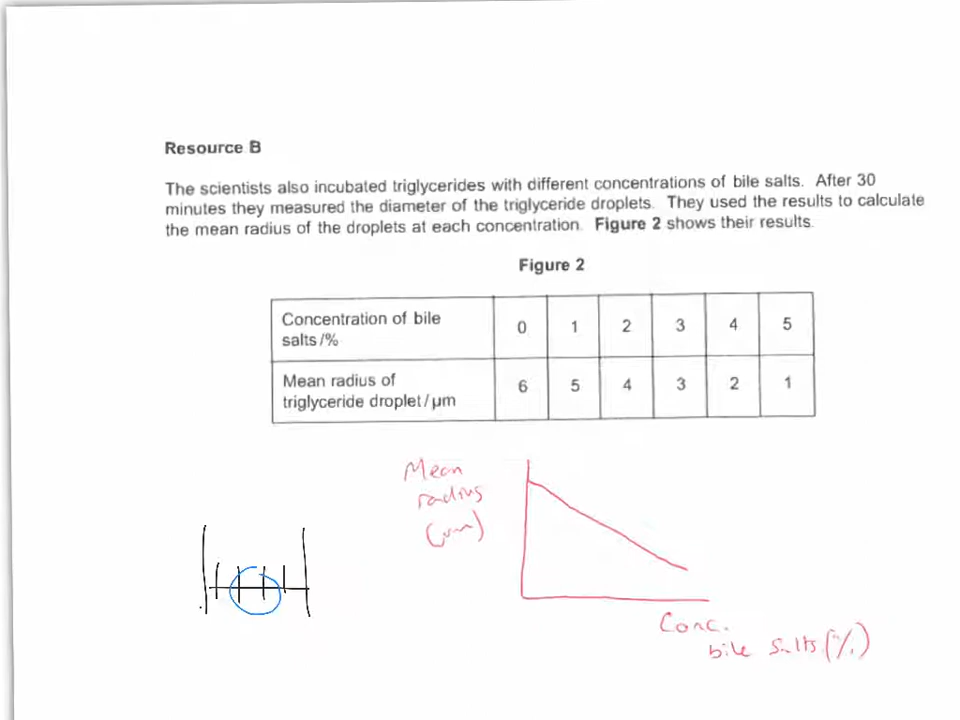 Resource B
The scientists also incubated triglycerides with different concentrations of bile salts. After 30
minutes they measured the diameter of the triglyceride droplets. They used the results to calculate
the mean radius of the droplets at each concentration. Figure 2 shows their results.
Figure 2
Concentration of bile salts /% 0 1 2 3 4 5
Mean radius of triglyceride droplet / µm 6 5 4 3 2 1
Mean
radius
(µm)
Conc.
bile salts (%)